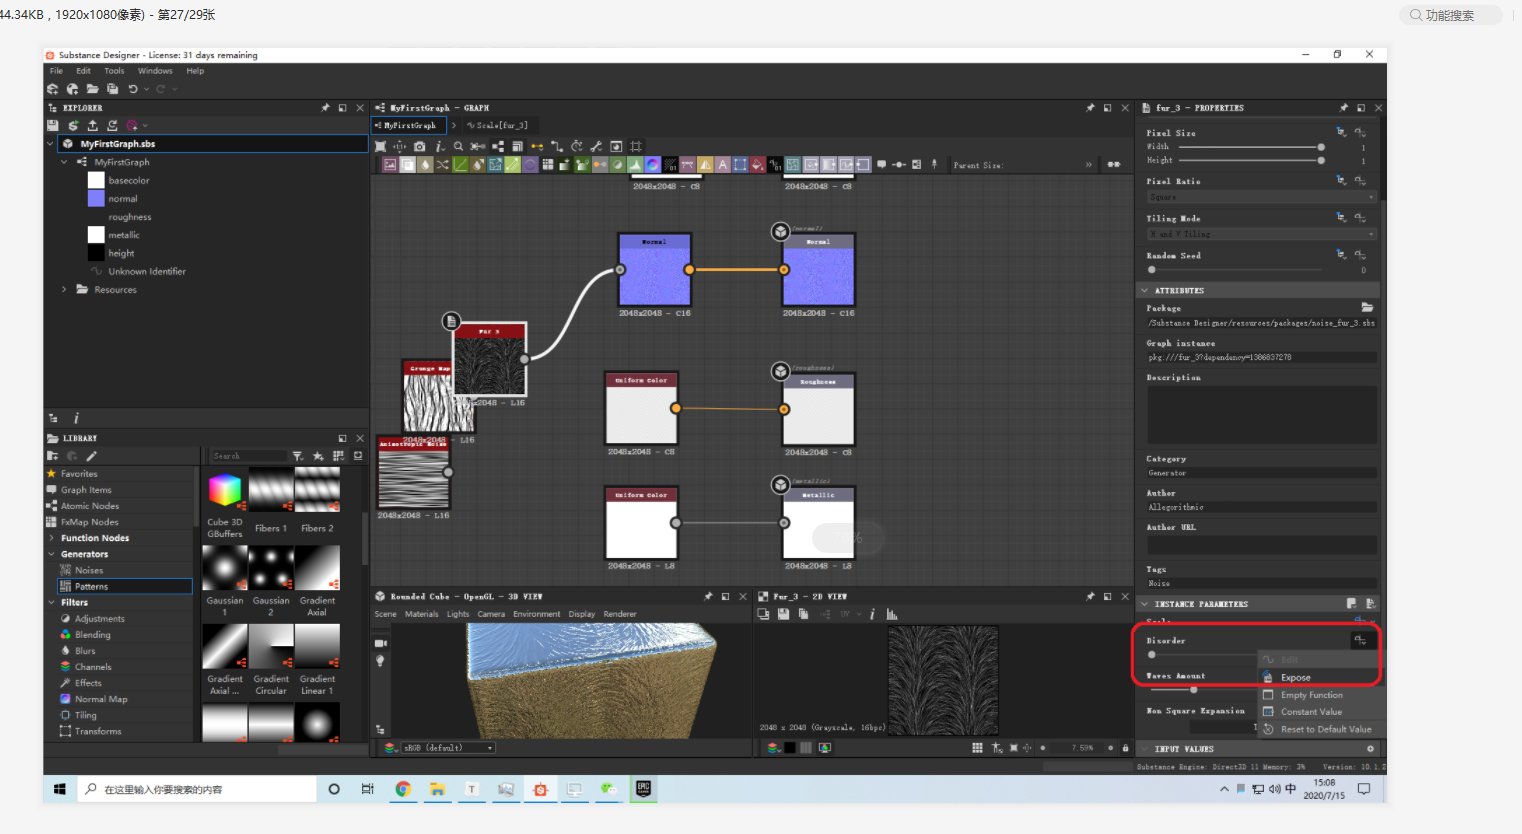 44.34KB , 1920x1080像素) - 第27/29张
功能搜索
Substance Designer - License: 31 days remaining
File Edit Tools Windows Help
EXPLORER
MyFirstGraph.sbs
MyFirstGraph
basecolor
normal
roughness
metallic
height
Unknown Identifier
Resources
LIBRARY
Search
Favorites
Graph Items
Atomic Nodes
FxMap Nodes
Function Nodes
Generators
Noises
Patterns
Filters
Adjustments
Blending
Blurs
Channels
Effects
Normal Map
Tiling
Transforms
Cube 3D GBuffers
Fibers 1
Fibers 2
Gaussian 1
Gaussian 2
Gradient Axial
Gradient Axial ...
Gradient Circular
Gradient Linear 1
MyFirstGraph - GRAPH
MyFirstGraph > Scale[fur_3]
Parent Size:
2048x2048 - C8
2048x2048 - C8
(normal)
Normal
Normal
2048x2048 - C16
2048x2048 - C16
Fur 3
2048x2048 - L16
Grunge Map
2048x2048 - L16
Anisotropic Noise
2048x2048 - L16
(roughness)
Uniform Color
Roughness
2048x2048 - C8
2048x2048 - C8
(metallic)
Uniform Color
Metallic
2048x2048 - L8
2048x2048 - L8
Rounded Cube - OpenGL - 3D VIEW
Scene Materials Lights Camera Environment Display Renderer
sRGB (default)
Fur_3 - 2D VIEW
UV
2048 x 2048 (Grayscale, 16bpc)
7.59%
fur_3 - PROPERTIES
Pixel Size
Width 1
Height 1
Pixel Ratio
Square
Tiling Mode
H and V Tiling
Random Seed
0
ATTRIBUTES
Package
/Substance Designer/resources/packages/noise_fur_3.sbs
Graph instance
pkg:///fur_3?dependency=1386837278
Description
Category
Generator
Author
Allegorithmic
Author URL
Tags
Noise
INSTANCE PARAMETERS
Scale
Disorder
Edit
Waves Amount
Expose
Empty Function
Non Square Expansion
Constant Value
Reset to Default Value
INPUT VALUES
Substance Engine: Direct3D 11 Memory: 3% Version: 10.1.2
在这里输入你要搜索的内容
中
15:08
2020/7/15